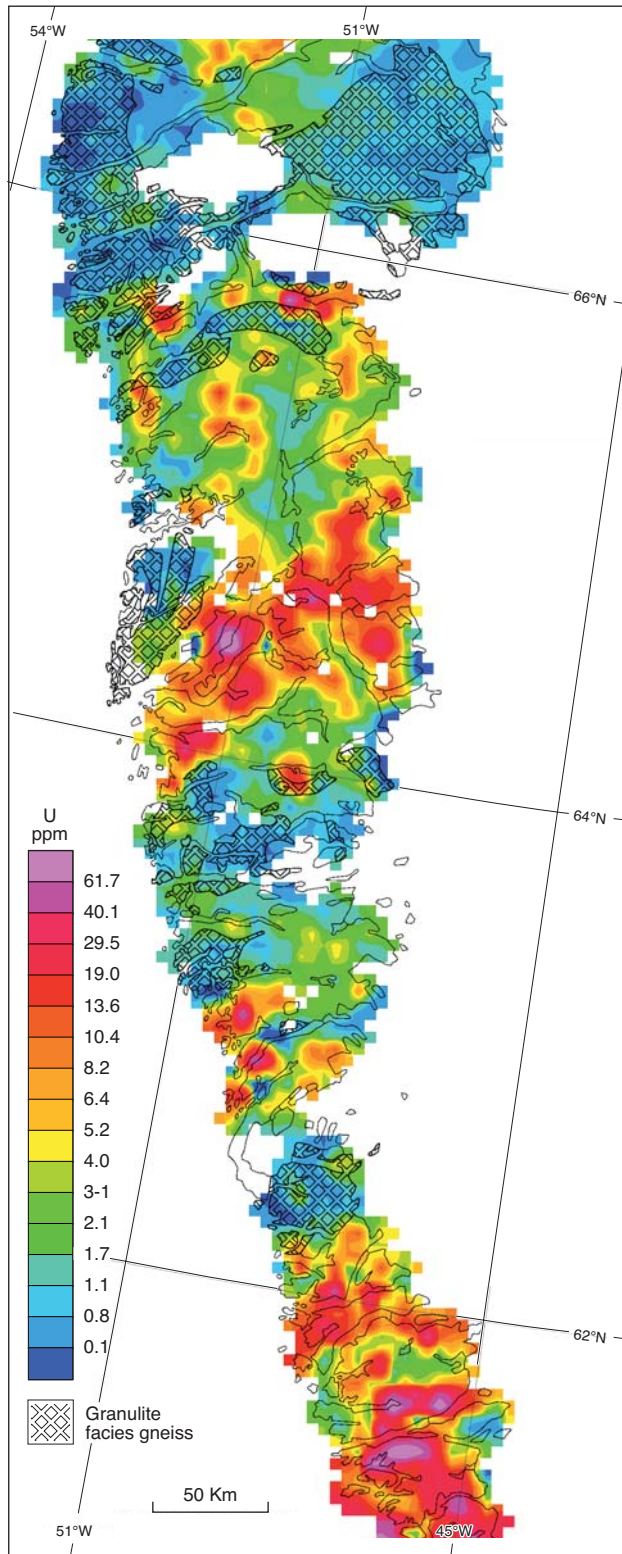 54°W
51°W
66°N
64°N
U
ppm
61.7
40.1
29.5
19.0
13.6
10.4
8.2
6.4
5.2
4.0
3-1
2.1
1.7
1.1
0.8
0.1
62°N
Granulite
facies gneiss
50 Km
51°W
45°W